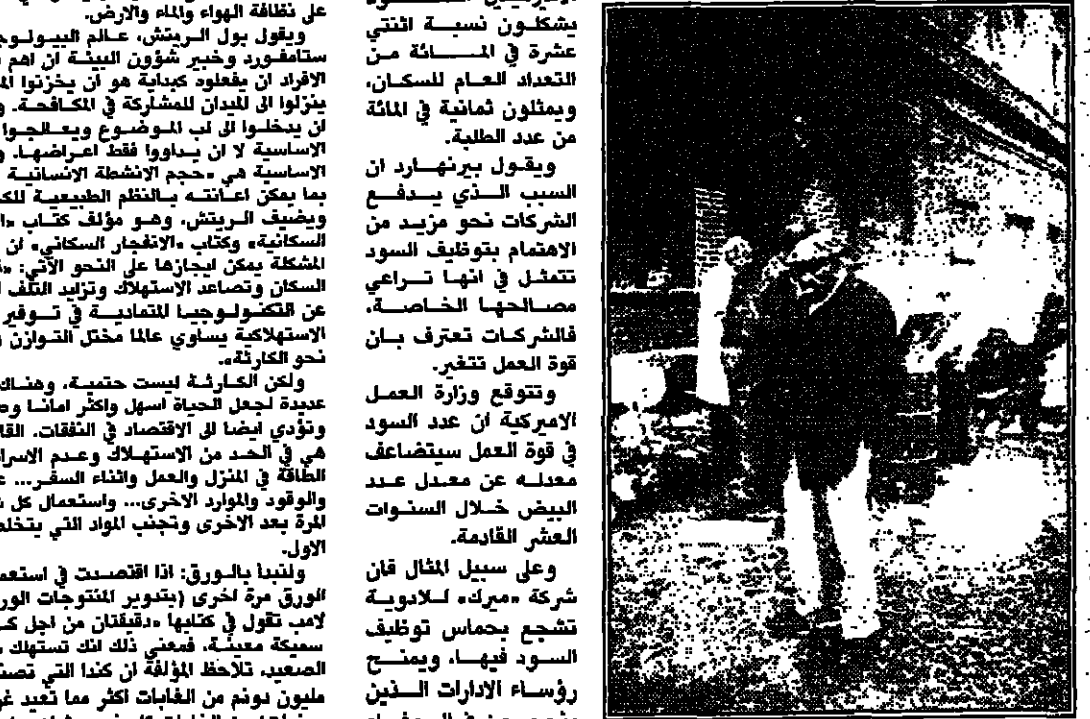 يشكلون نسبة اثنتي
عشرة في المائة من
التعداد العام للسكان،
ويمثلون ثمانية في المائة
من عدد الطلبة.
ويقول بيرنهارد ان
السبب الذي يدفع
الشركات نحو مزيد من
الاهتمام بتوظيف السود
تتمثل في انها تراعي
مصالحها الخاصة،
فالشركات تعترف بان
قوة العمل تتغير.
وتتوقع وزارة العمل
الاميركية ان عدد السود
في قوة العمل سيتضاعف
معدله عن معدل عدد
البيض خلال السنوات
العشر القادمة.
وعلى سبيل المثال فان
شركة «ميرك» للادوية
تشجع بحماس توظيف
السود فيها، ويمنح
رؤساء الادارات الذين
على نظافة الهواء والماء والارض.
ويقول بول الريتش، عالم البيولوج
ستامفورد وخبير شؤون البيئة ان اهم
الافراد ان يفعلوه كبداية هو ان يخزنوا الم
ينزلوا الى الميدان للمشاركة في المكافحة. و
ان يدخلوا الى لب الموضوع ويعالجوا
الاساسية لا ان يداووا فقط اعراضها. و
الاساسية هي «حجم الانشطة الانسانية
بما يمكن اعانته بالنظم الطبيعية للك
ويضيف الريتش، وهو مؤلف كتاب «ا
السكانية» وكتاب «الانفجار السكاني» ان
المشكلة يمكن ايجازها على النحو الآتي: «
السكان وتصاعد الاستهلاك وتزايد التلف ا
عن التكنولوجيا المتمادية في توفير
الاستهلاكية يساوي عالما مختل التوازن
نحو الكارثة».
ولكن الكارثة ليست حتمية، وهناك
عديدة لجعل الحياة اسهل واكثر امانا وص
وتؤدي ايضا الى الاقتصاد في النفقات. القا
هي في الحد من الاستهلاك وعدم الاسرا
الطاقة في المنزل والعمل واثناء السفر... ع
والوقود والموارد الاخرى... واستعمال كل ش
المرة بعد الاخرى وتجنب المواد التي يتخلص
الاول.
ولنبدأ بالورق: اذا اقتصدت في استعم
الورق مرة اخرى (بتدوير المنتوجات الور
لامب تقول في كتابها «دقيقتان من اجل ك
سميكة معينة، فمعنى ذلك انك تستهلك
الصعيد، تلاحظ المؤلفة ان كندا التي تصن
مليون دونم من الغابات اكثر مما تعيد غر